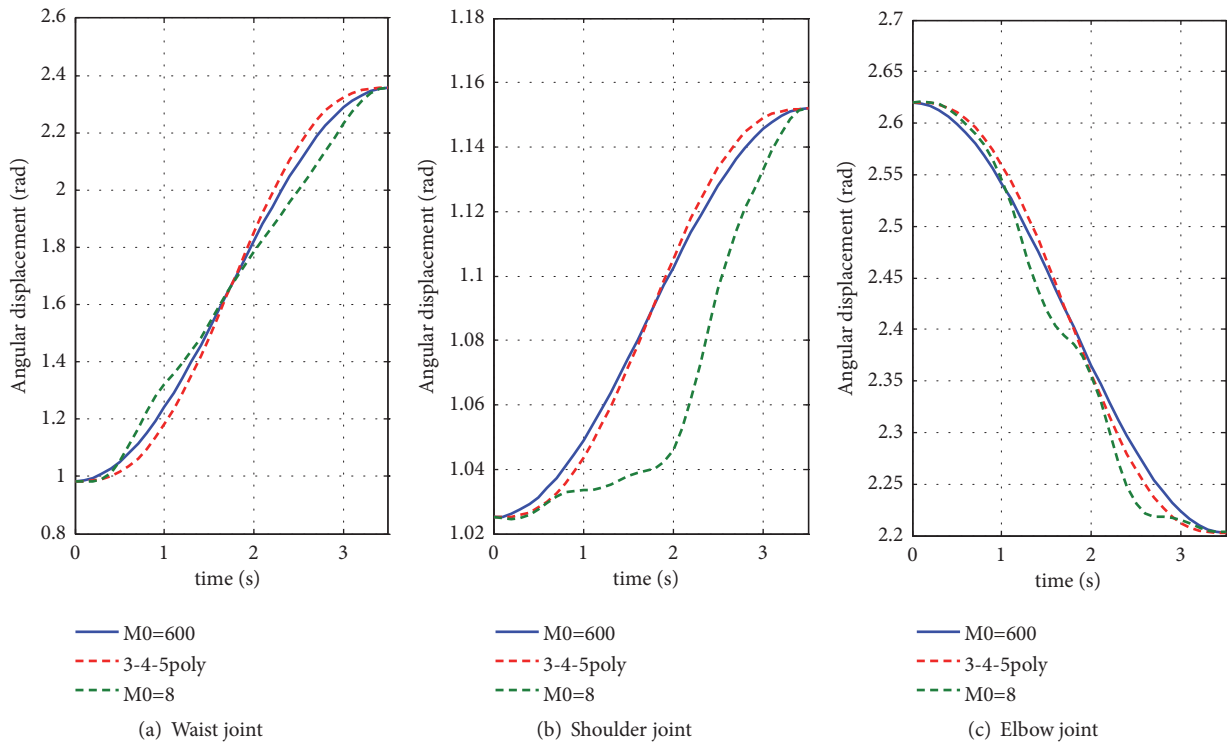 2.6
2.4
2.2
2
1.8
1.6
1.4
1.2
1
0.8
Angular displacement (rad)
0 1 2 3
time (s)
M0=600
3-4-5poly
M0=8
(a) Waist joint
1.18
1.16
1.14
1.12
1.1
1.08
1.06
1.04
1.02
Angular displacement (rad)
0 1 2 3
time (s)
M0=600
3-4-5poly
M0=8
(b) Shoulder joint
2.7
2.65
2.6
2.55
2.5
2.45
2.4
2.35
2.3
2.25
2.2
Angular displacement (rad)
0 1 2 3
time (s)
M0=600
3-4-5poly
M0=8
(c) Elbow joint